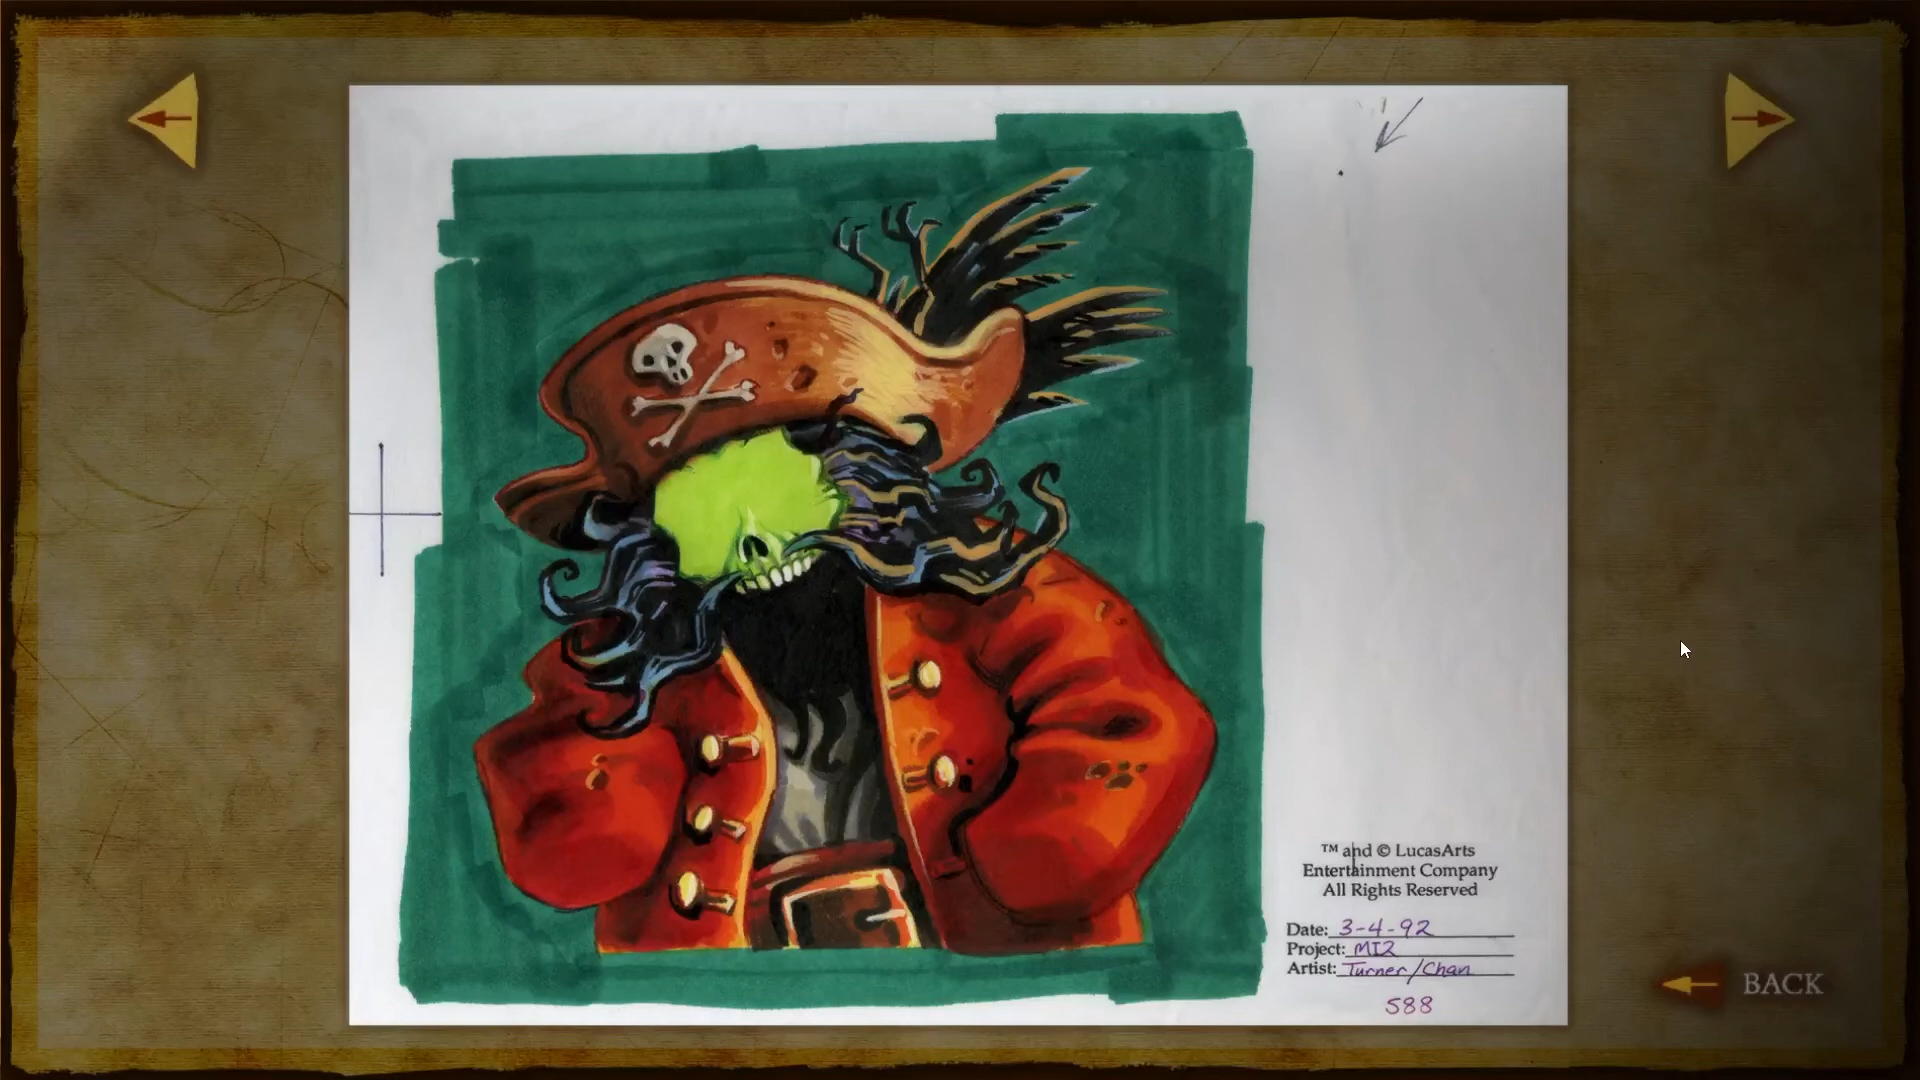 ™ and © LucasArts
Entertainment Company
All Rights Reserved
Date: 3-4-92
Project: MI2
Artist: Turner/Chan
588
BACK